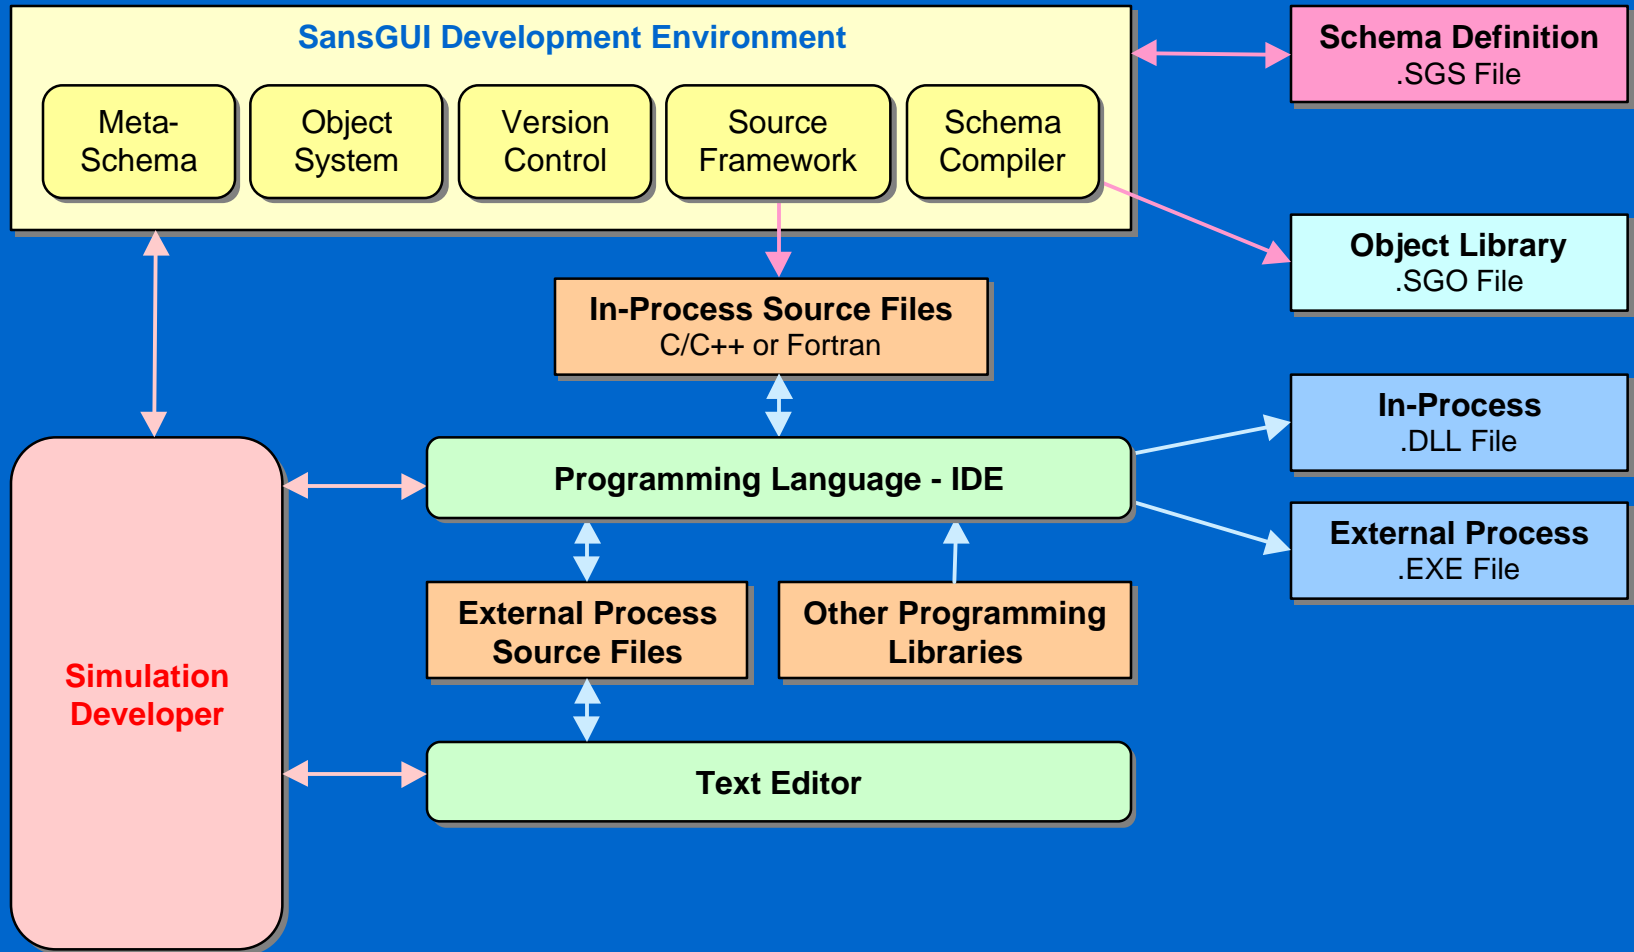 SansGUI Development Environment
Meta-
Schema
Object
System
Version
Control
Source
Framework
Schema
Compiler
Schema Definition
.SGS File
Object Library
.SGO File
In-Process Source Files
C/C++ or Fortran
In-Process
.DLL File
Programming Language - IDE
External Process
.EXE File
External Process
Source Files
Other Programming
Libraries
Simulation
Developer
Text Editor